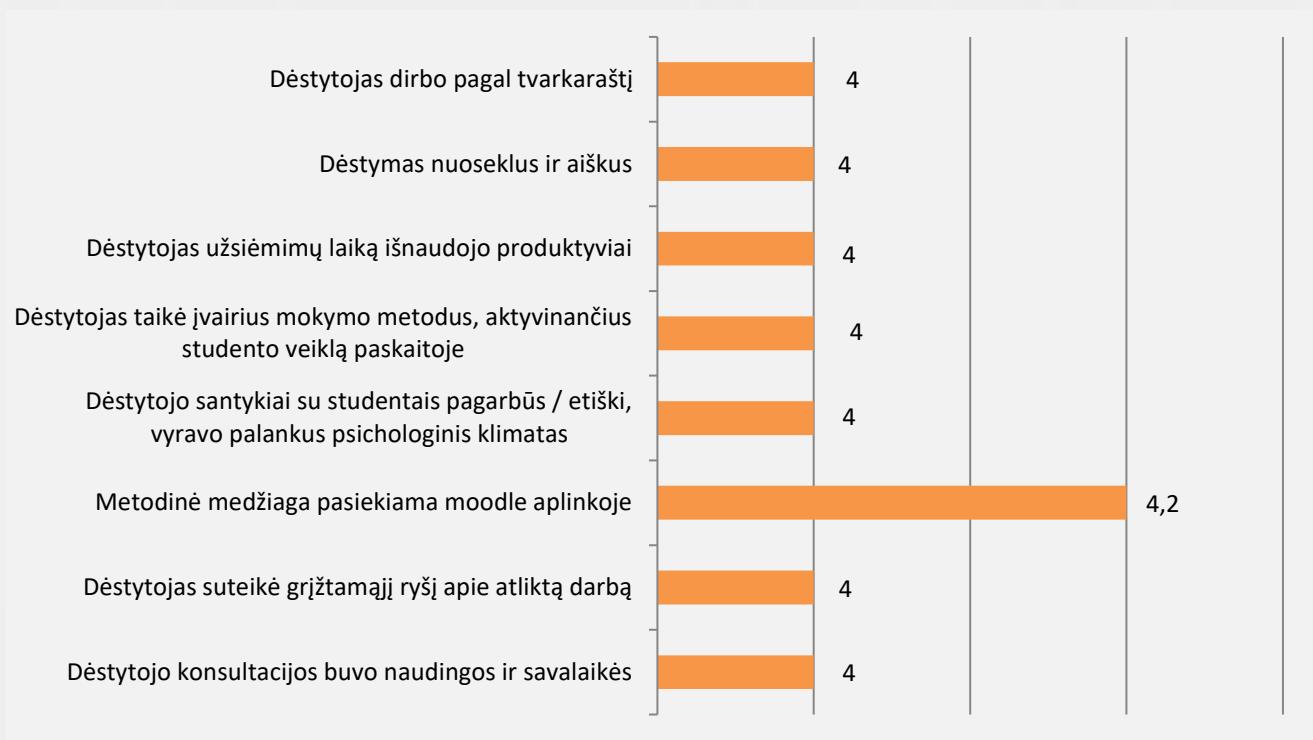 Dėstytojas dirbo pagal tvarkaraštį
4
Dėstymas nuoseklus ir aiškus
4
Dėstytojas užsiėmimų laiką išnaudojo produktyviai
4
Dėstytojas taikė įvairius mokymo metodus, aktyvinančius
studento veiklą paskaitoje
4
Dėstytojo santykiai su studentais pagarbūs / etiški,
vyravo palankus psichologinis klimatas
4
Metodinė medžiaga pasiekiama moodle aplinkoje
4,2
Dėstytojas suteikė grįžtamąjį ryšį apie atliktą darbą
4
Dėstytojo konsultacijos buvo naudingos ir savalaikės
4